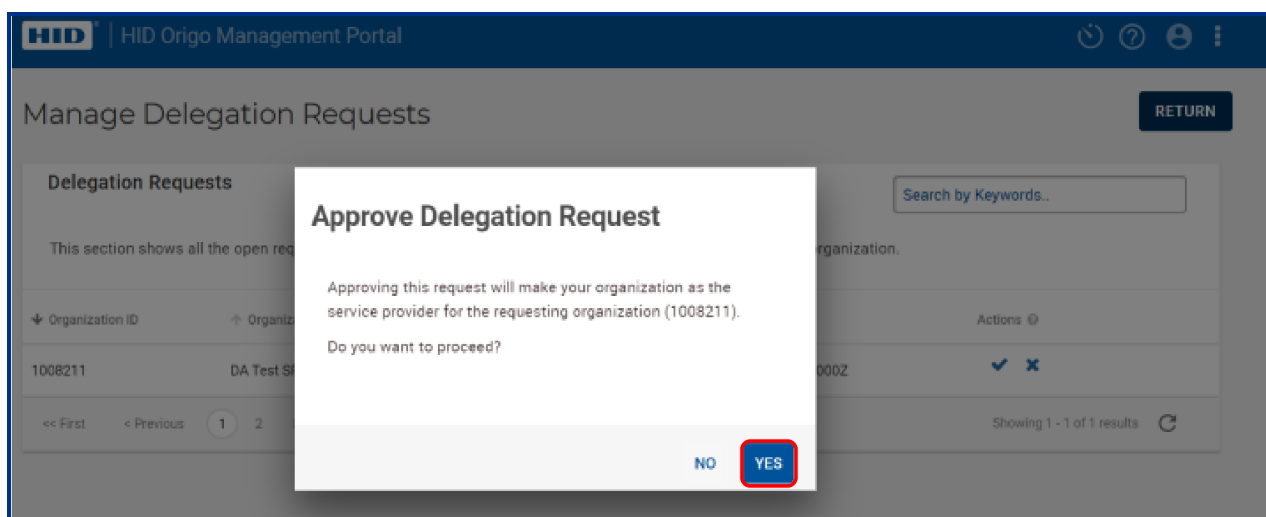 HID | HID Origo Management Portal
Manage Delegation Requests
RETURN
Delegation Requests
Search by Keywords..
This section shows all the open req
rganization.
Organization ID
Organiz
Actions
1008211
DA Test SP
000Z
<< First < Previous 1 2
Showing 1 - 1 of 1 results
Approve Delegation Request
Approving this request will make your organization as the
service provider for the requesting organization (1008211).
Do you want to proceed?
NO YES